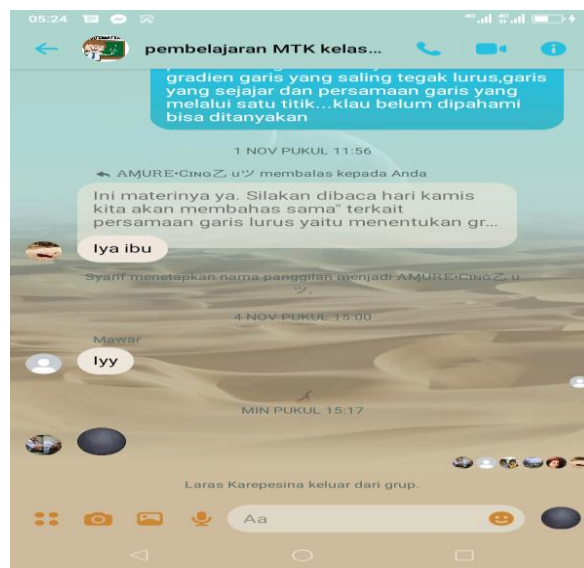 05:24
pembelajaran MTK kelas...
gradien garis yang saling tegak lurus,garis
yang sejajar dan persamaan garis yang
melalui satu titik...klau belum dipahami
bisa ditanyakan
1 NOV PUKUL 11:56
AMURE•CINGZ uツ membalas kepada Anda
Ini materinya ya. Silakan dibaca hari kamis
kita akan membahas sama" terkait
persamaan garis lurus yaitu menentukan gr...
Iya ibu
Syarif menetapkan nama panggilan menjadi AMURE•CINGZ u
ツ.
4 NOV PUKUL 15:00
Mawar
Iyy
MIN PUKUL 15:17
Laras Karepesina keluar dari grup.
Aa